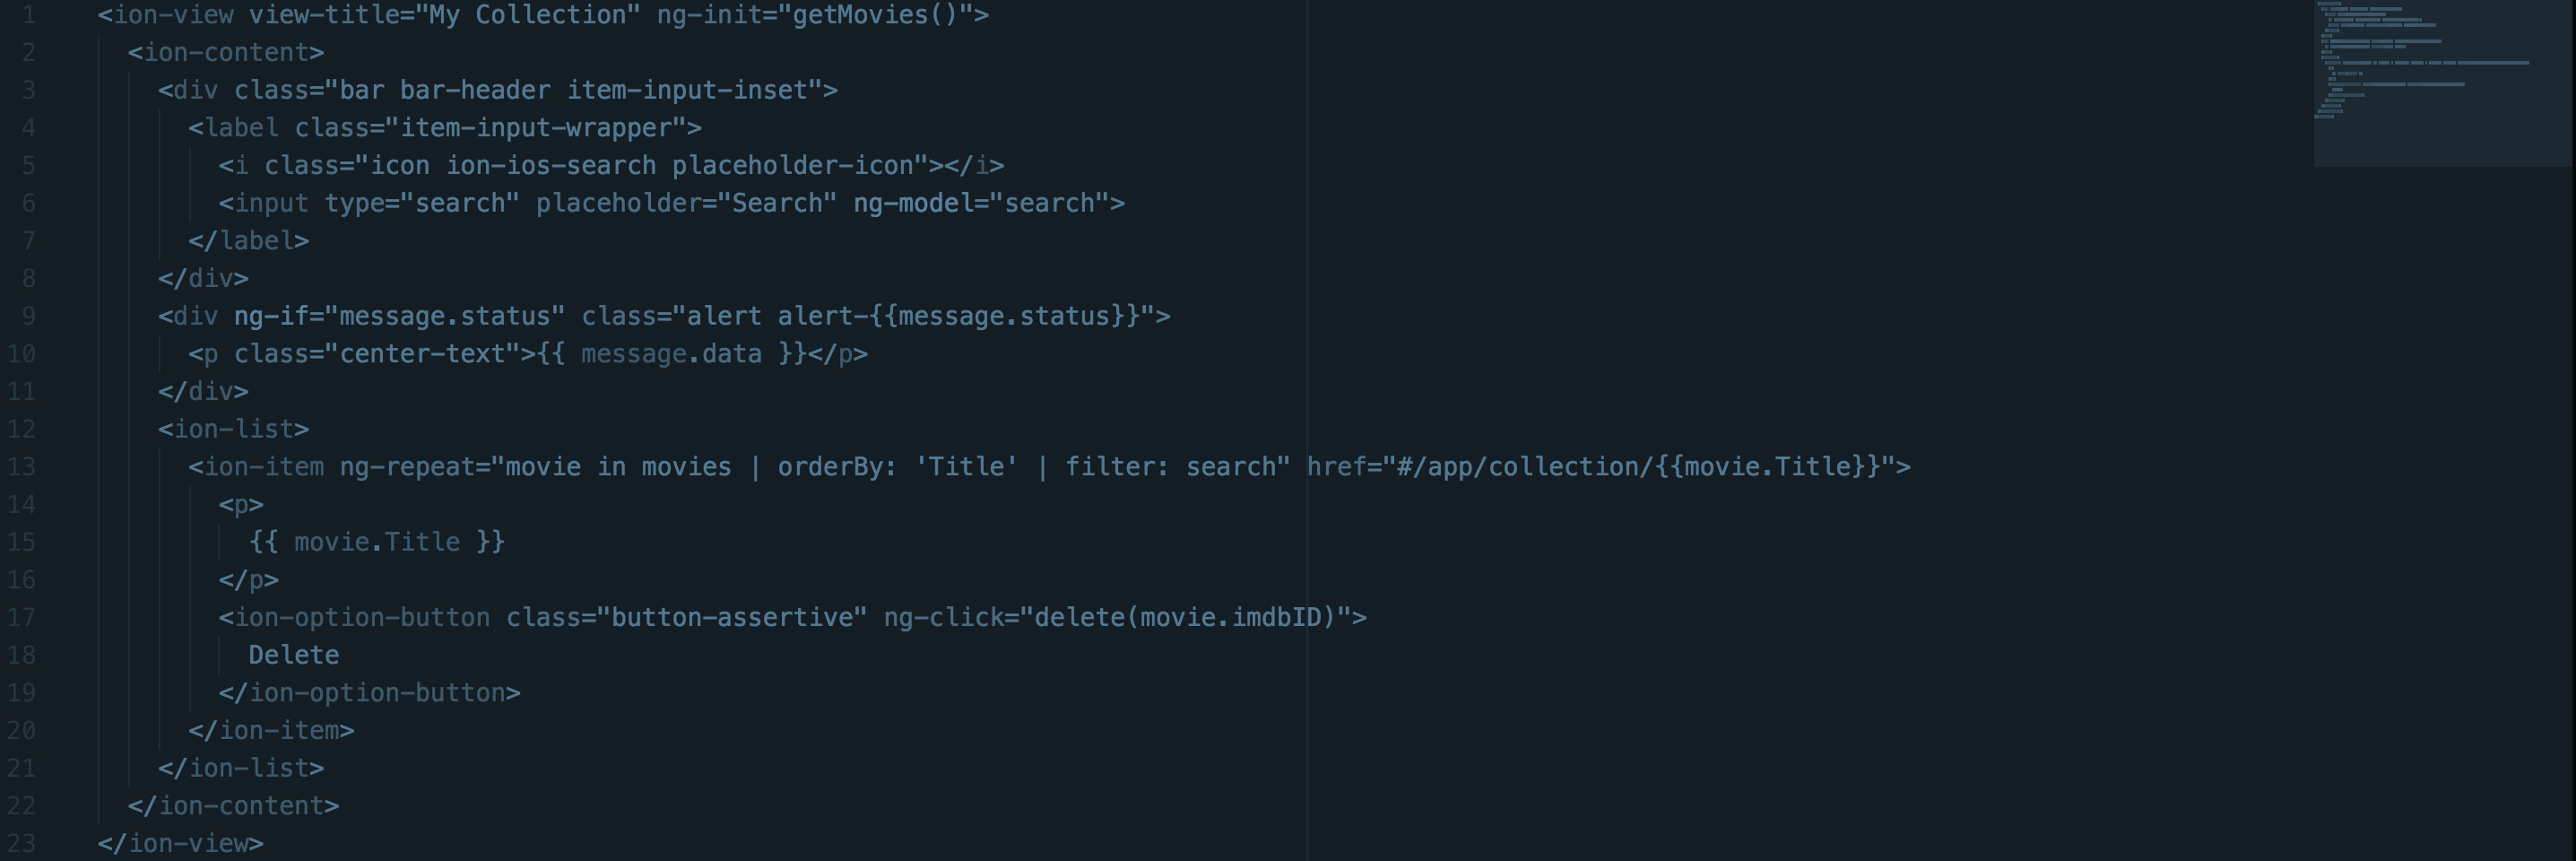 1 <ion-view view-title="My Collection" ng-init="getMovies()">
2 <ion-content>
3 <div class="bar bar-header item-input-inset">
4 <label class="item-input-wrapper">
5 <i class="icon ion-ios-search placeholder-icon"></i>
6 <input type="search" placeholder="Search" ng-model="search">
7 </label>
8 </div>
9 <div ng-if="message.status" class="alert alert-{{message.status}}">
10 <p class="center-text">{{ message.data }}</p>
11 </div>
12 <ion-list>
13 <ion-item ng-repeat="movie in movies | orderBy: 'Title' | filter: search" href="#/app/collection/{{movie.Title}}">
14 <p>
15 {{ movie.Title }}
16 </p>
17 <ion-option-button class="button-assertive" ng-click="delete(movie.imdbID)">
18 Delete
19 </ion-option-button>
20 </ion-item>
21 </ion-list>
22 </ion-content>
23 </ion-view>